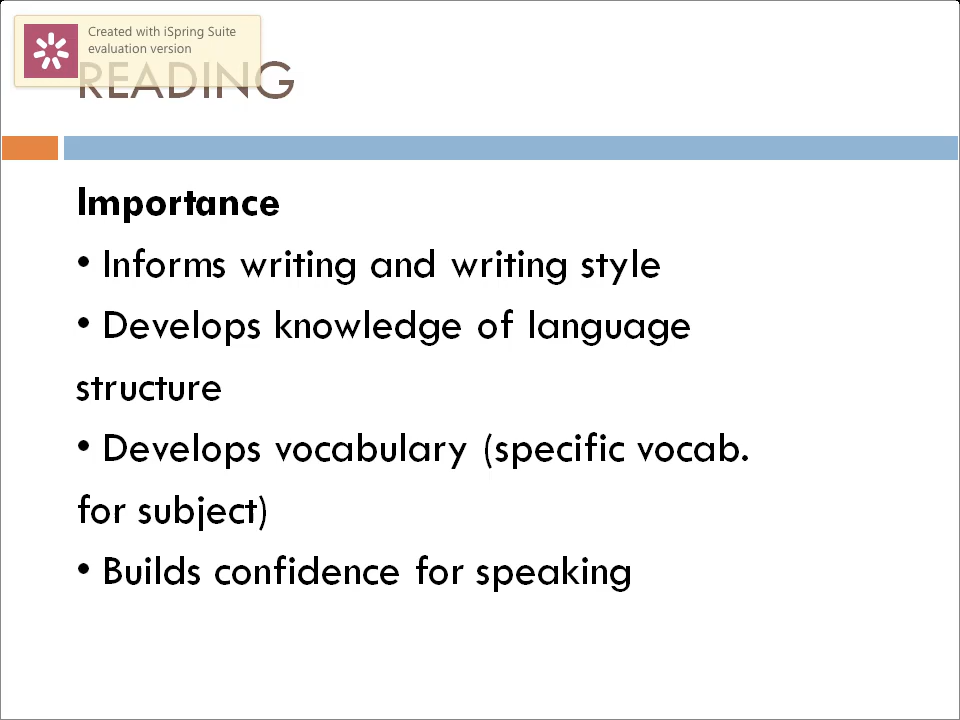 Created with iSpring Suite
evaluation version
READING
Importance
• Informs writing and writing style
• Develops knowledge of language
structure
• Develops vocabulary (specific vocab.
for subject)
• Builds confidence for speaking